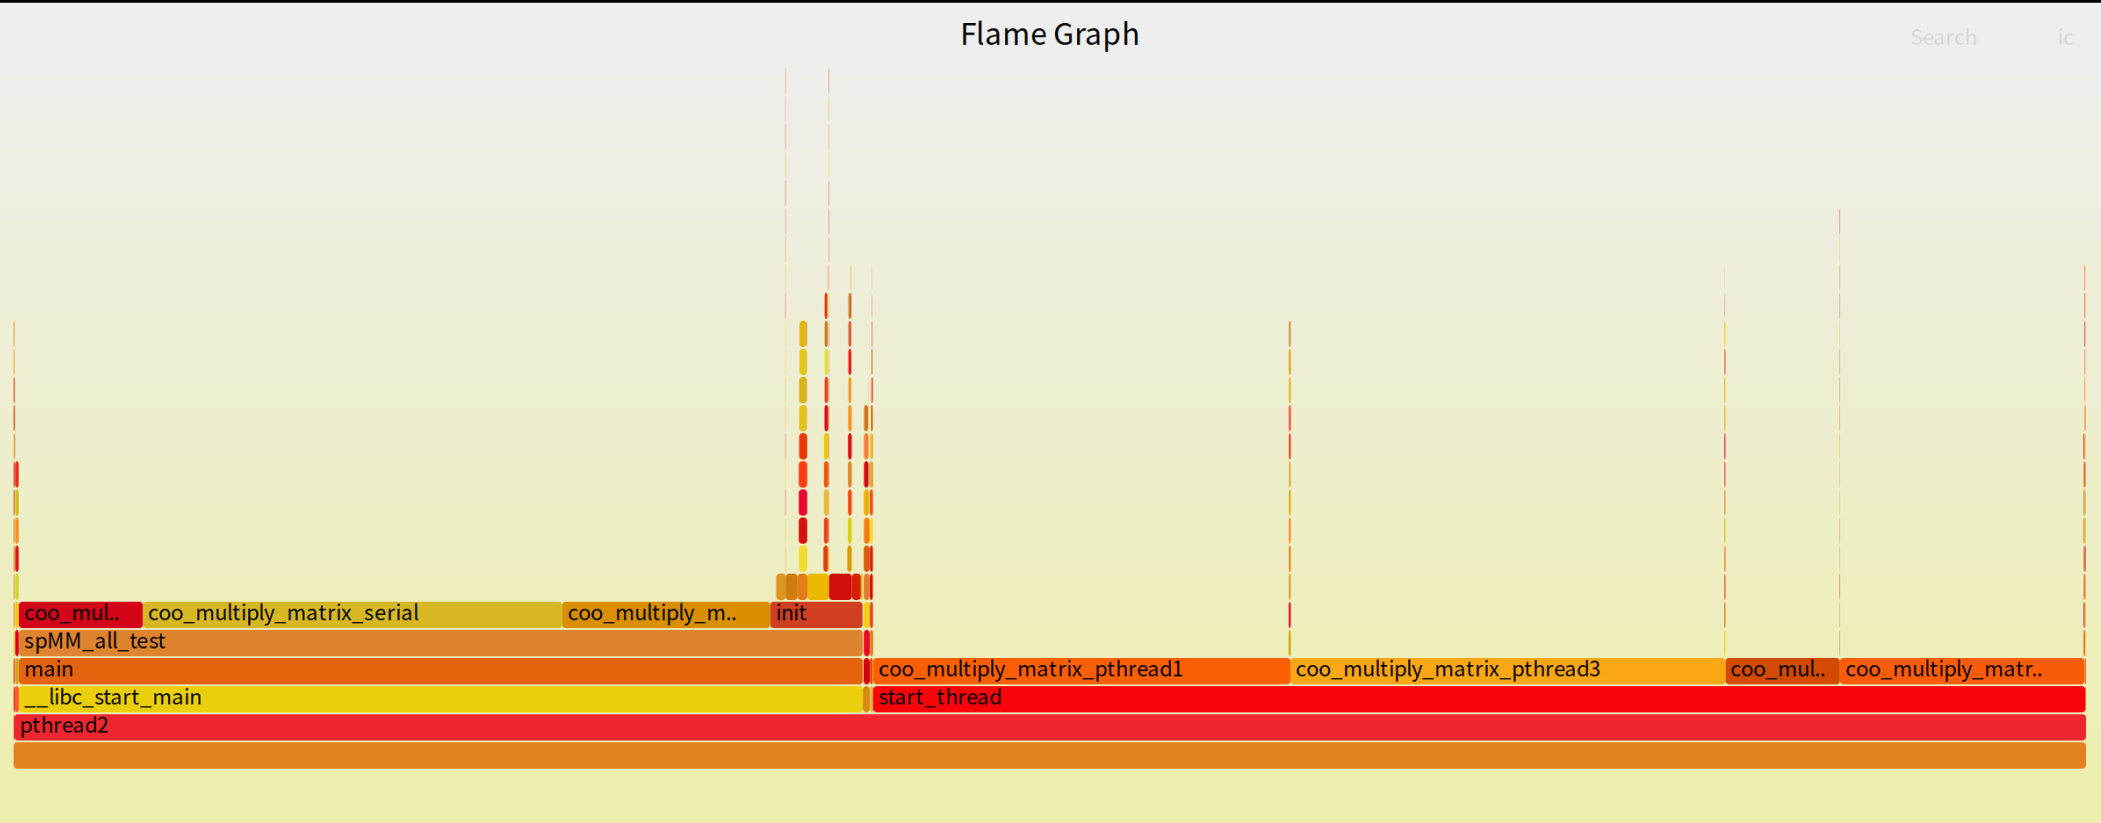 Flame Graph
Search
ic
coo_mul..
coo_multiply_matrix_serial
coo_multiply_m..
init
spMM_all_test
main
coo_multiply_matrix_pthread1
coo_multiply_matrix_pthread3
coo_mul..
coo_multiply_matr..
__libc_start_main
start_thread
pthread2